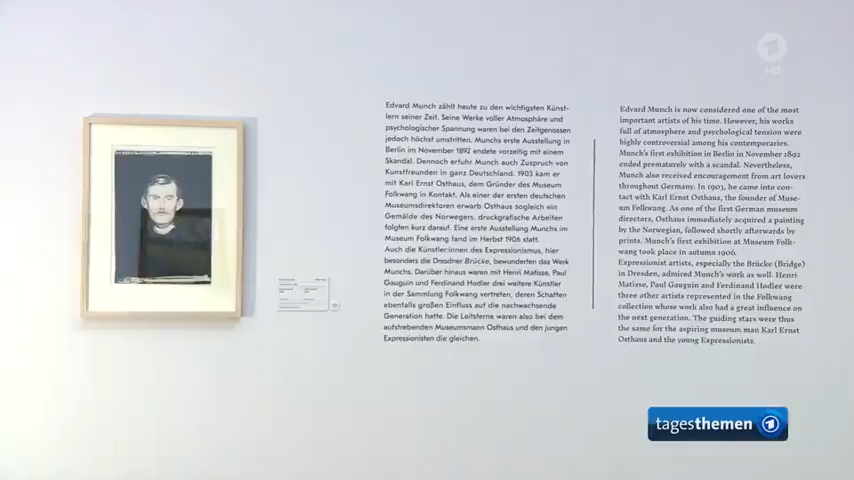 Edvard Munch zählt heute zu den wichtigsten Künst-
lern seiner Zeit. Seine Werke voller Atmosphäre und
psychologischer Spannung waren bei den Zeitgenossen
jedoch höchst umstritten. Munchs erste Ausstellung in
Berlin im November 1892 endete vorzeitig mit einem
Skandal. Dennoch erfuhr Munch auch Zuspruch von
Kunstfreunden in ganz Deutschland. 1903 kam er
mit Karl Ernst Osthaus, dem Gründer des Museum
Folkwang in Kontakt. Als einer der ersten deutschen
Museumsdirektoren erwarb Osthaus sogleich ein
Gemälde des Norwegers, druckgrafische Arbeiten
folgten kurz darauf. Eine erste Ausstellung Munchs im
Museum Folkwang fand im Herbst 1906 statt.
Auch die Künstler:innen des Expressionismus, hier
besonders die Dresdner Brücke, bewunderten das Werk
Munchs. Darüber hinaus waren mit Henri Matisse, Paul
Gauguin und Ferdinand Hodler drei weitere Künstler
in der Sammlung Folkwang vertreten, deren Schaffen
ebenfalls großen Einfluss auf die nachwachsende
Generation hatte. Die Leitsterne waren also bei dem
aufstrebenden Museumsmann Osthaus und den jungen
Expressionisten die gleichen.
Edvard Munch is now considered one of the most
important artists of his time. However, his works
full of atmosphere and psychological tension were
highly controversial among his contemporaries.
Munch's first exhibition in Berlin in November 1892
ended prematurely with a scandal. Nevertheless,
Munch also received encouragement from art lovers
throughout Germany. In 1903, he came into con-
tact with Karl Ernst Osthaus, the founder of Muse-
um Folkwang. As one of the first German museum
directors, Osthaus immediately acquired a painting
by the Norwegian, followed shortly afterwards by
prints. Munch's first exhibition at Museum Folk-
wang took place in autumn 1906.
Expressionist artists, especially the Brücke (Bridge)
in Dresden, admired Munch's work as well. Henri
Matisse, Paul Gauguin and Ferdinand Hodler were
three other artists represented in the Folkwang
collection whose work also had a great influence on
the next generation. The guiding stars were thus
the same for the aspiring museum man Karl Ernst
Osthaus and the young Expressionists.
tagesthemen